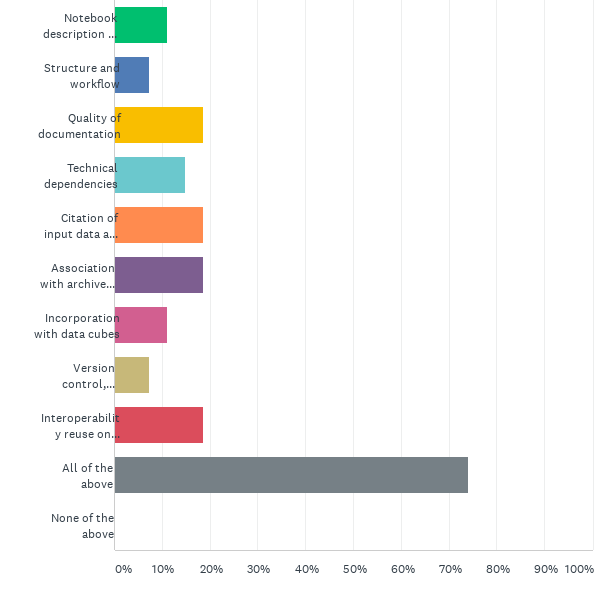 Notebook
description ...
Structure and
workflow
Quality of
documentation
Technical
dependencies
Citation of
input data a...
Association
with archive...
Incorporation
with data cubes
Version
control,...
Interoperabilit
y reuse on...
All of the
above
None of the
above
0% 10% 20% 30% 40% 50% 60% 70% 80% 90% 100%